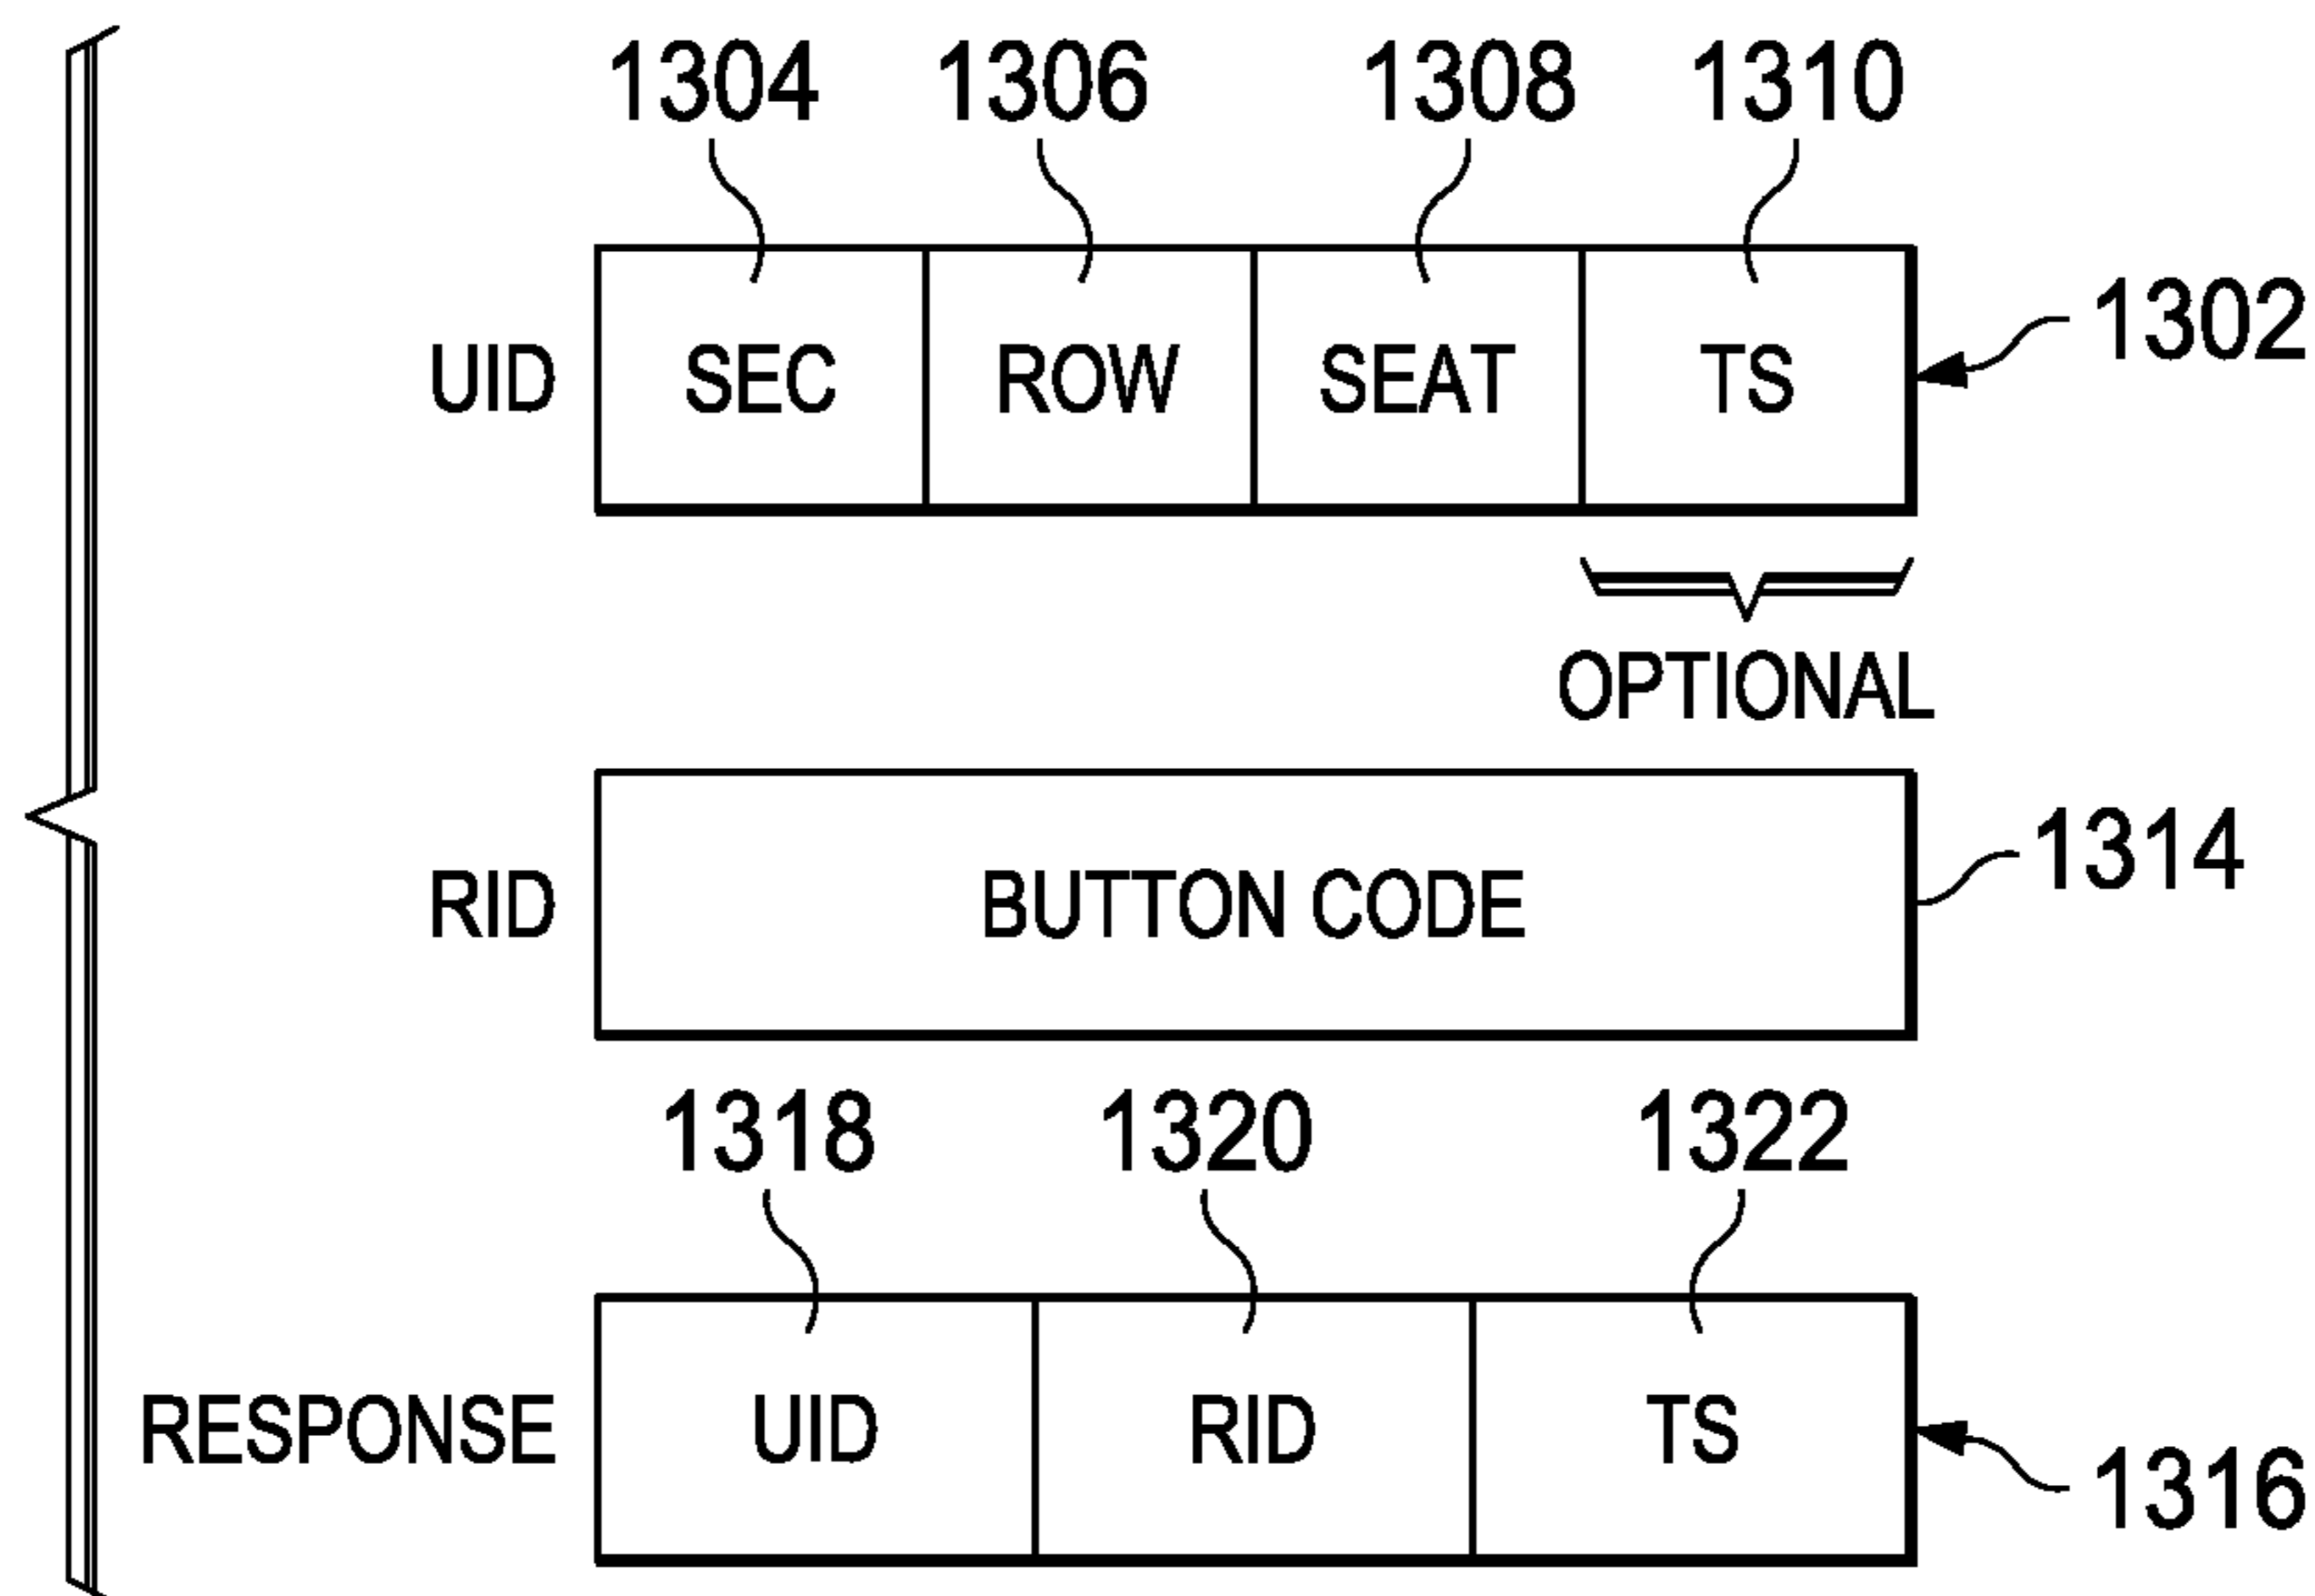 1304 1306 1308 1310
1302
UID SEC ROW SEAT TS
OPTIONAL
1314
RID BUTTON CODE
1318 1320 1322
RESPONSE UID RID TS
1316